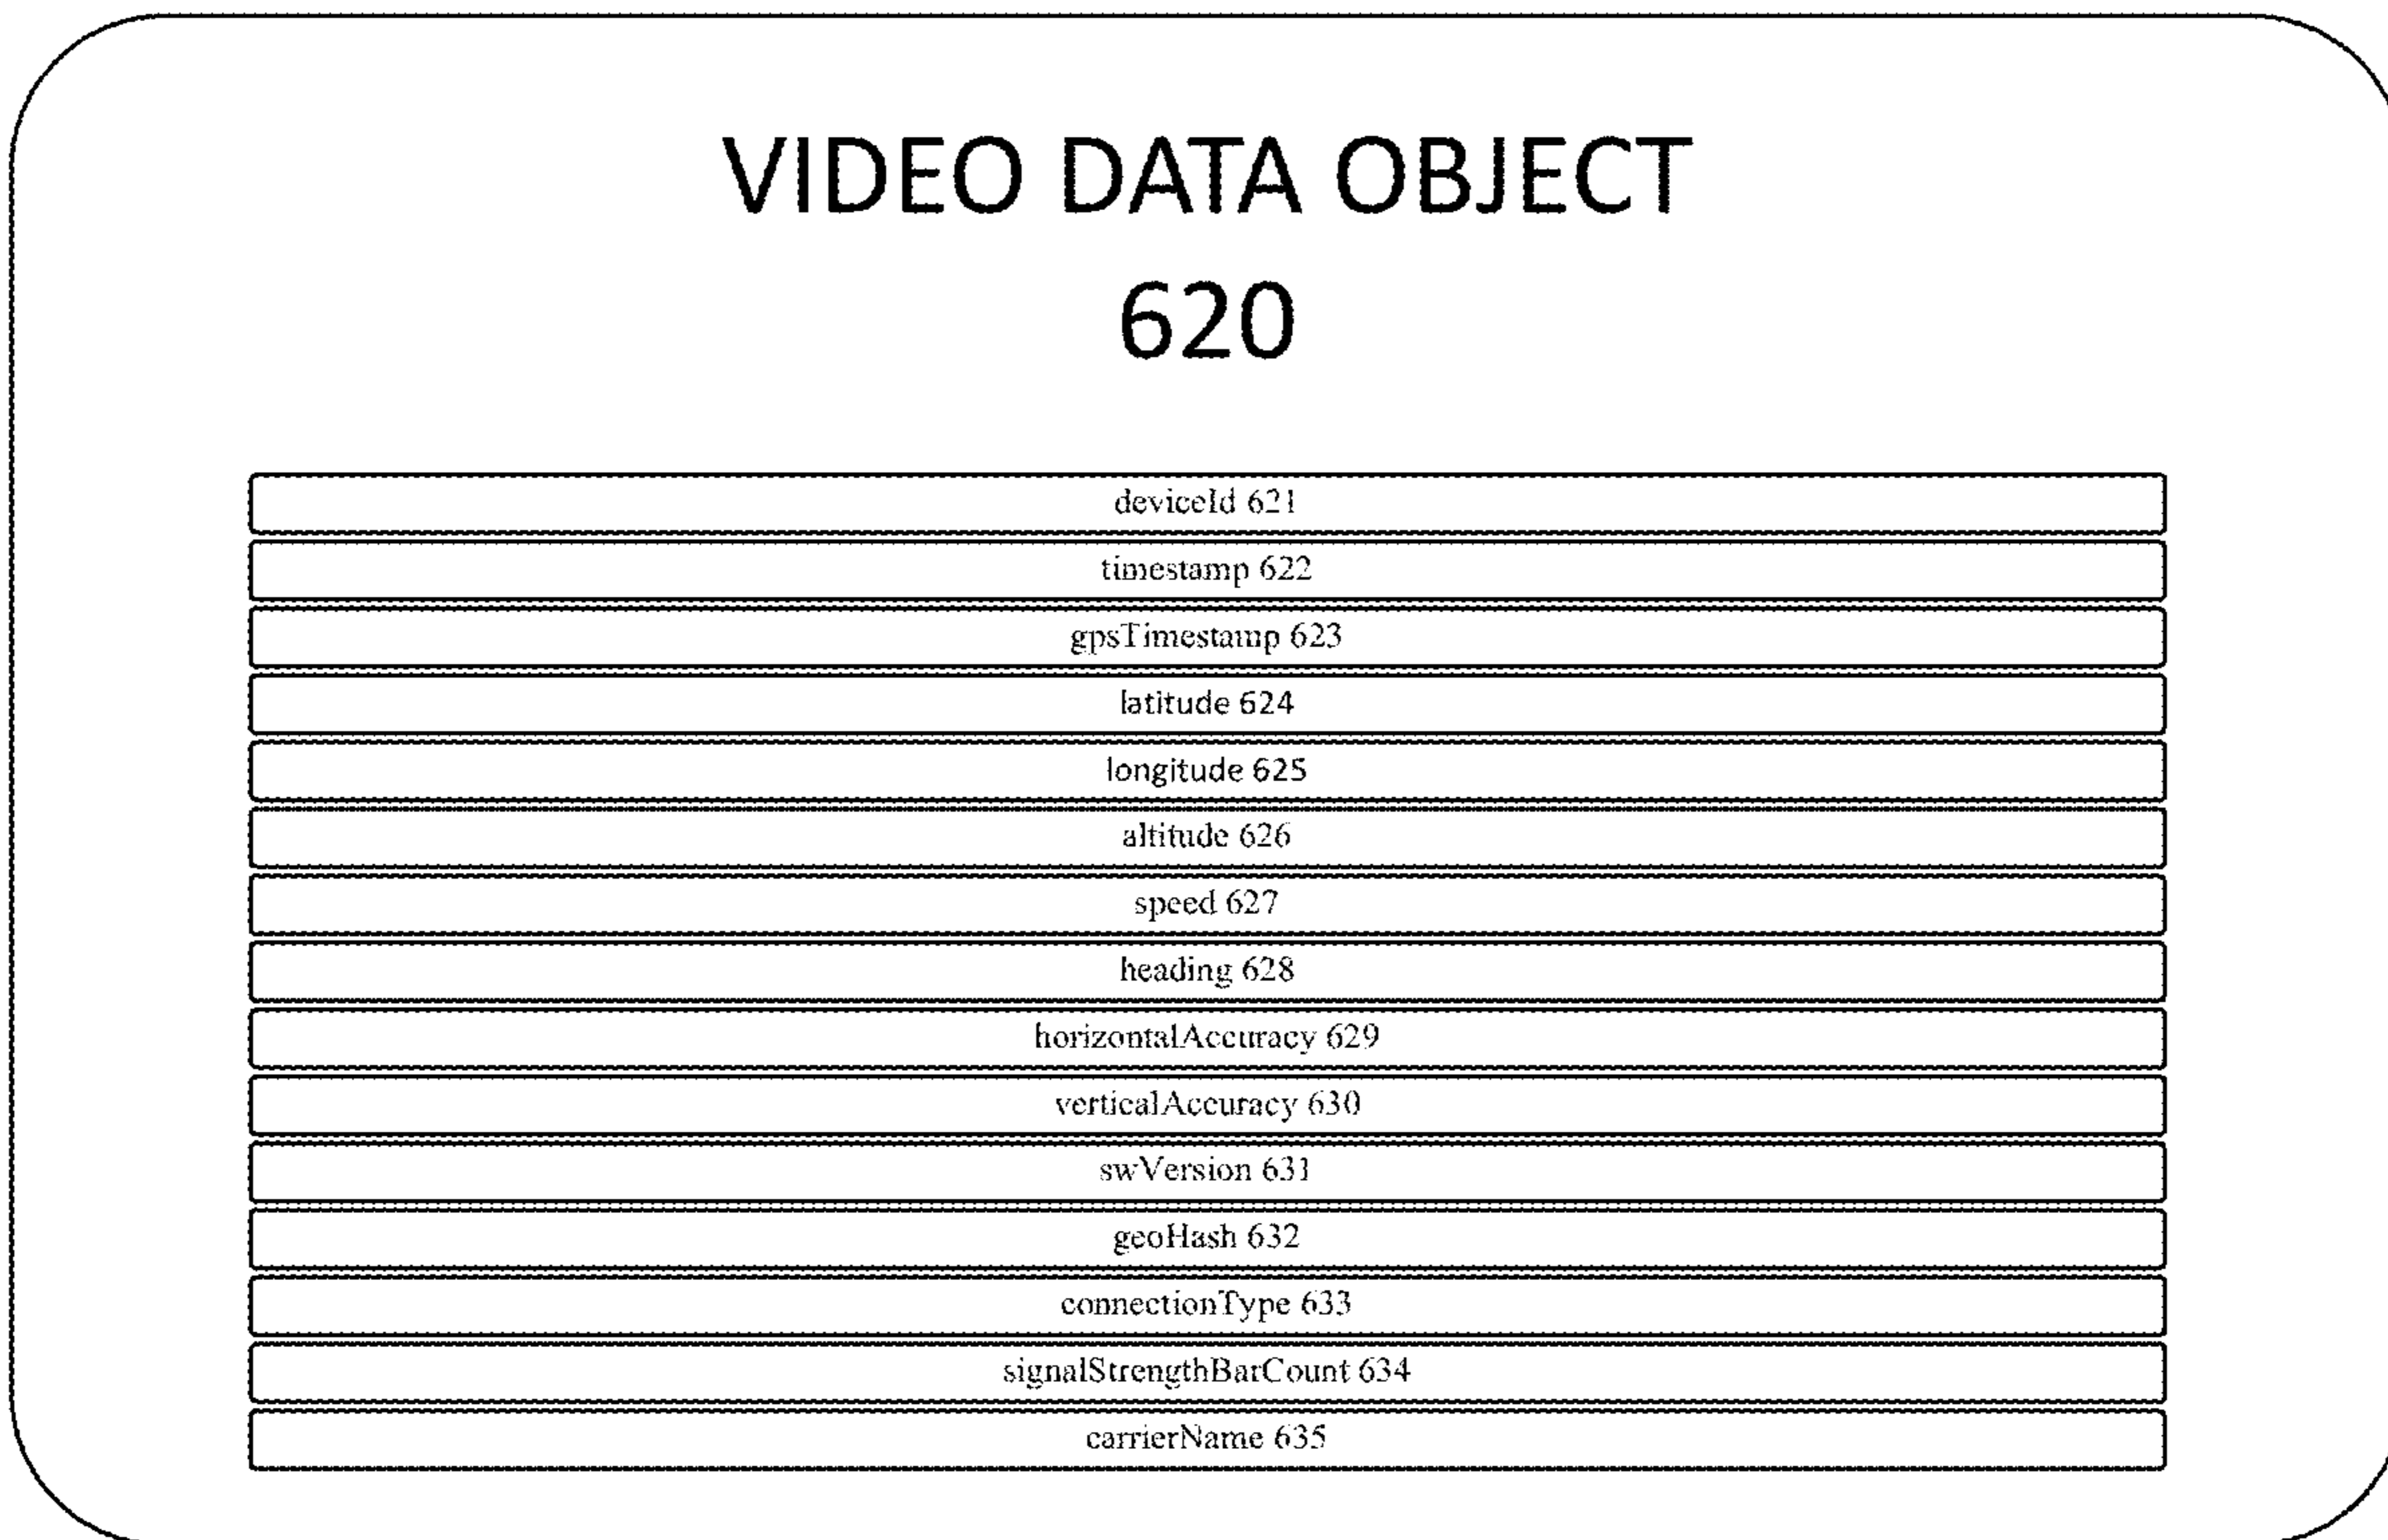 VIDEO DATA OBJECT
620
deviceId 621
timestamp 622
gpsTimestamp 623
latitude 624
longitude 625
altitude 626
speed 627
heading 628
horizontalAccuracy 629
verticalAccuracy 630
swVersion 631
geoHash 632
connectionType 633
signalStrengthBarCount 634
carrierName 635